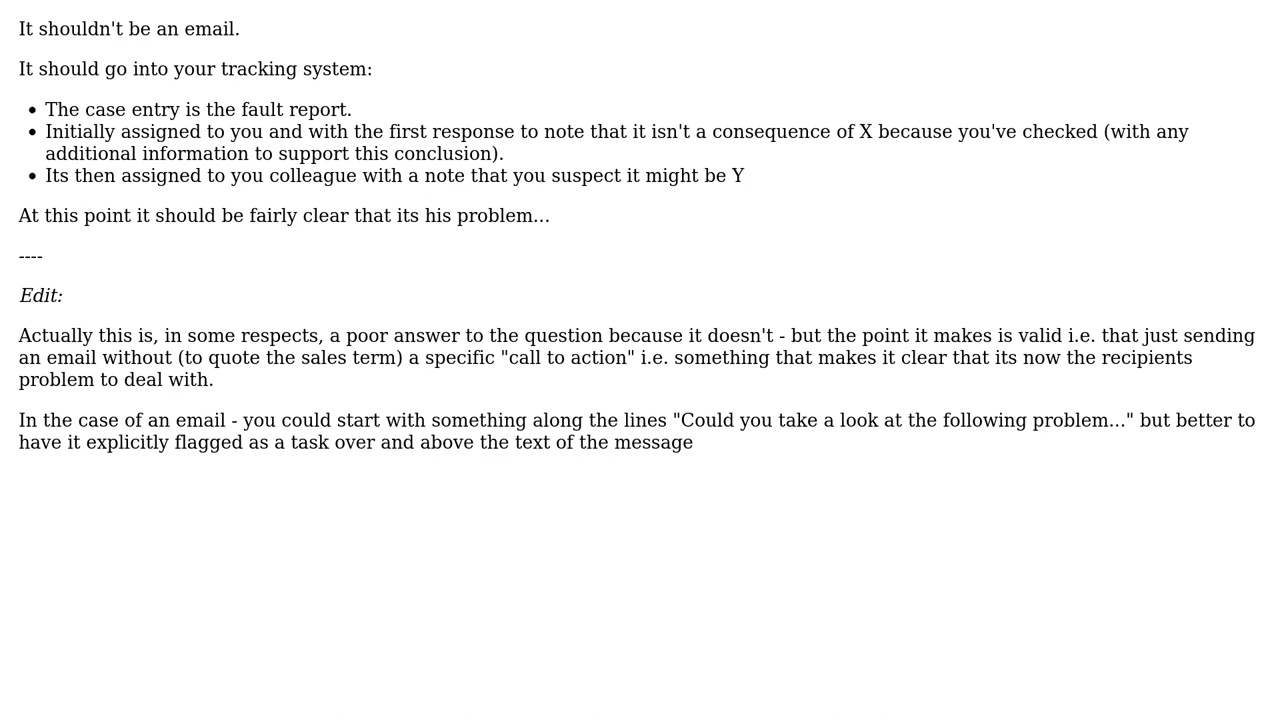 It shouldn't be an email.
It should go into your tracking system:
• The case entry is the fault report.
• Initially assigned to you and with the first response to note that it isn't a consequence of X because you've checked (with any
additional information to support this conclusion).
• Its then assigned to you colleague with a note that you suspect it might be Y
At this point it should be fairly clear that its his problem...
----
Edit:
Actually this is, in some respects, a poor answer to the question because it doesn't - but the point it makes is valid i.e. that just sending
an email without (to quote the sales term) a specific "call to action" i.e. something that makes it clear that its now the recipients
problem to deal with.
In the case of an email - you could start with something along the lines "Could you take a look at the following problem..." but better to
have it explicitly flagged as a task over and above the text of the message